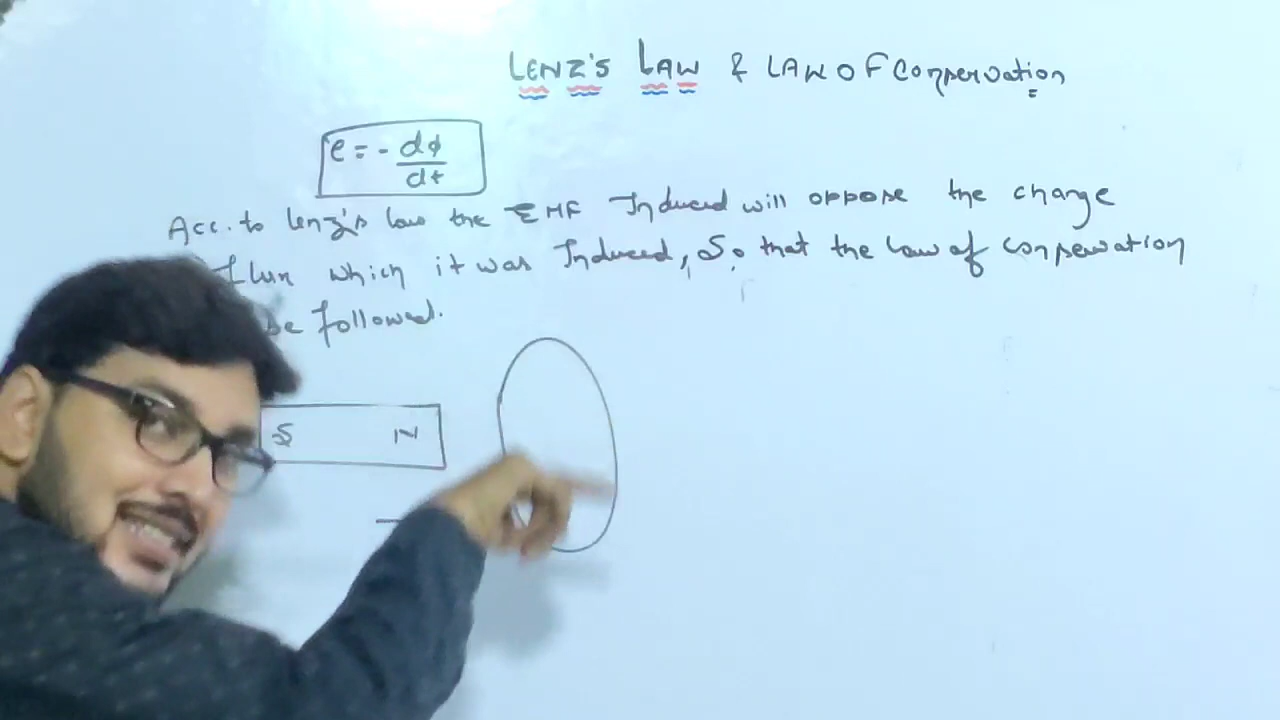 LENZ'S LAW & LAW OF Conservation
e = - dφ/dt
Acc. to Lenz's law the EMF Induced will oppose the change
flux which it was Induced, So that the Law of conservation
be followed.
S N